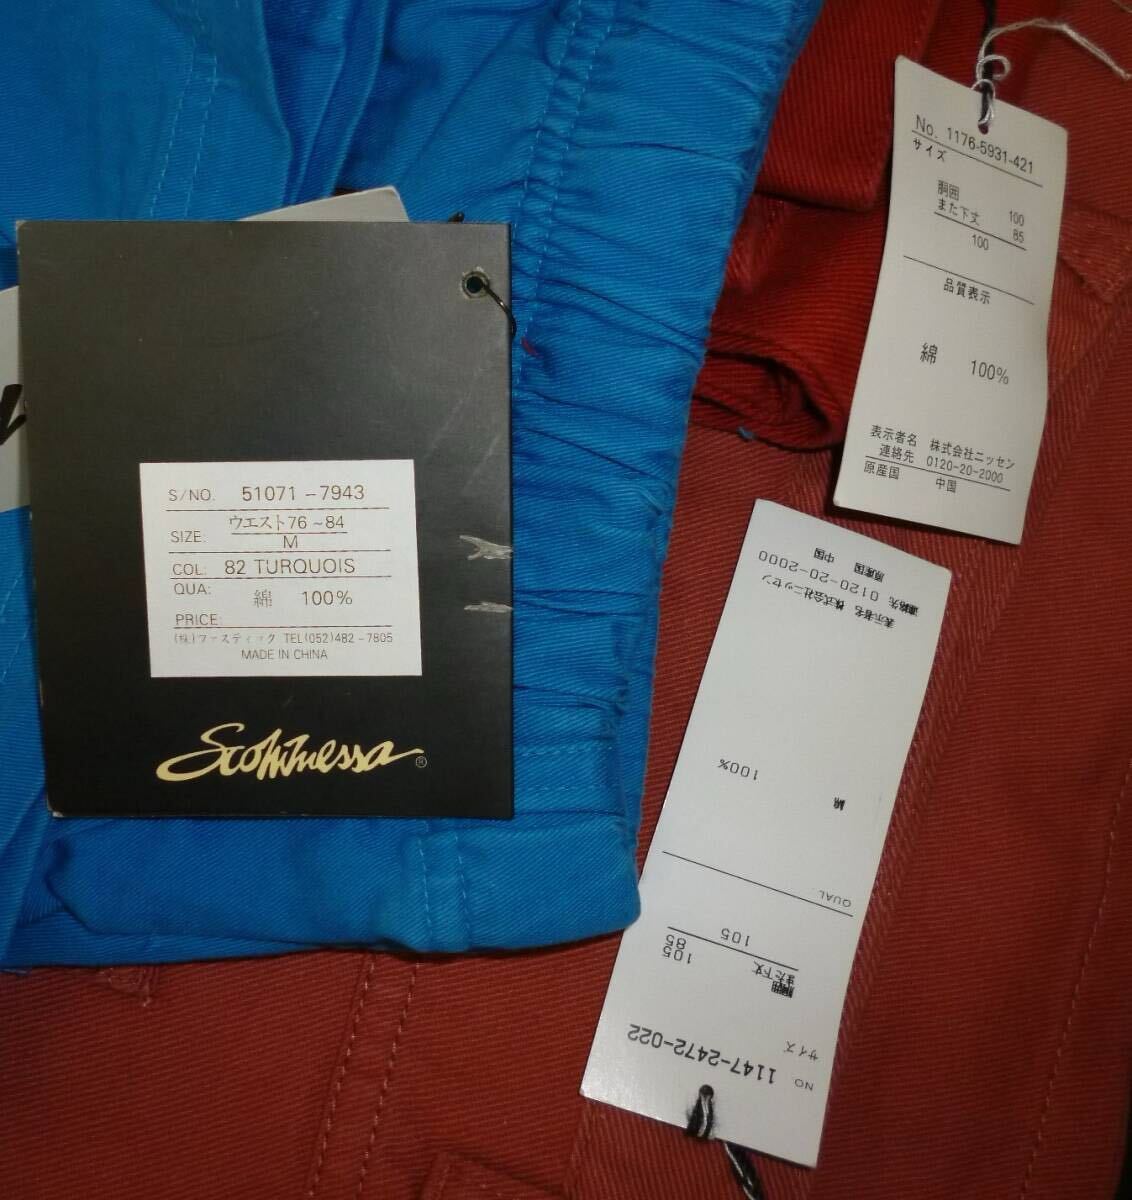 S/NO. 51071-7943
SIZE: ウエスト76~84
M
COL: 82 TURQUOIS
QUA: 綿 100%
PRICE:
(株)ファスティック TEL(052)482-7805
MADE IN CHINA
Scommessa®
No. 1176-5931-421
サイズ
胴囲 100
また下丈 85
100
品質表示
綿 100%
表示者名 株式会社ニッセン
連絡先 0120-20-2000
原産国 中国
NO 1147-2472-022
サイズ
胴囲 105
また下丈 85
105
QUAL.
綿 100%
表示者名 株式会社ニッセン
連絡先 0120-20-2000
原産国 中国